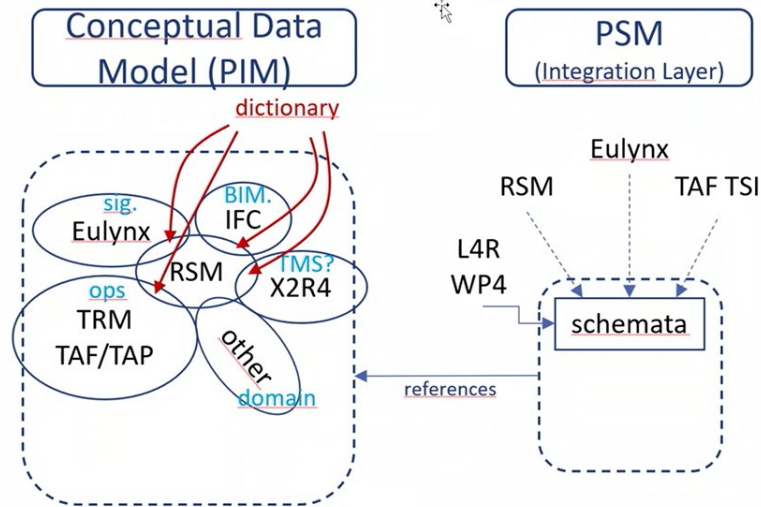 Conceptual Data
Model (PIM)
PSM
(Integration Layer)
dictionary
sig.
Eulynx
BIM.
IFC
RSM
TMS?
X2R4
ops
TRM
TAF/TAP
other
domain
references
Eulynx
RSM
TAF TSI
L4R
WP4
schemata